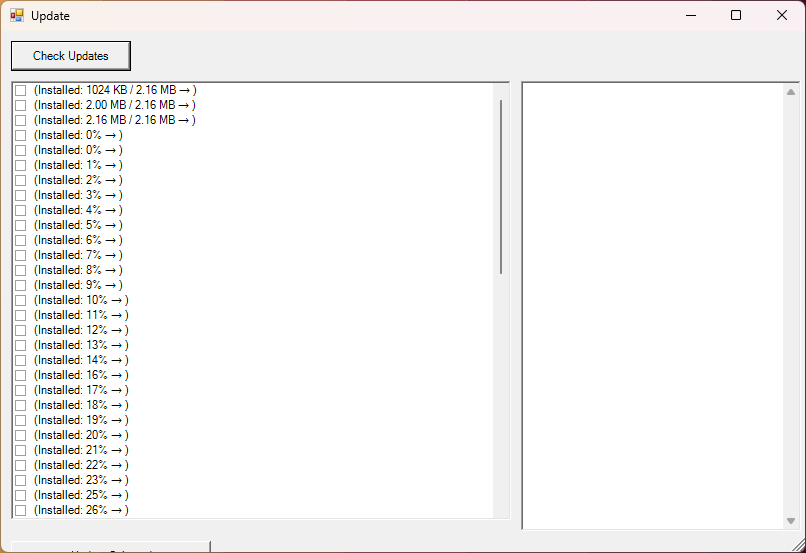 Update
Check Updates
(Installed: 1024 KB / 2.16 MB → )
(Installed: 2.00 MB / 2.16 MB → )
(Installed: 2.16 MB / 2.16 MB → )
(Installed: 0% → )
(Installed: 0% → )
(Installed: 1% → )
(Installed: 2% → )
(Installed: 3% → )
(Installed: 4% → )
(Installed: 5% → )
(Installed: 6% → )
(Installed: 7% → )
(Installed: 8% → )
(Installed: 9% → )
(Installed: 10% → )
(Installed: 11% → )
(Installed: 12% → )
(Installed: 13% → )
(Installed: 14% → )
(Installed: 16% → )
(Installed: 17% → )
(Installed: 18% → )
(Installed: 19% → )
(Installed: 20% → )
(Installed: 21% → )
(Installed: 22% → )
(Installed: 23% → )
(Installed: 25% → )
(Installed: 26% → )